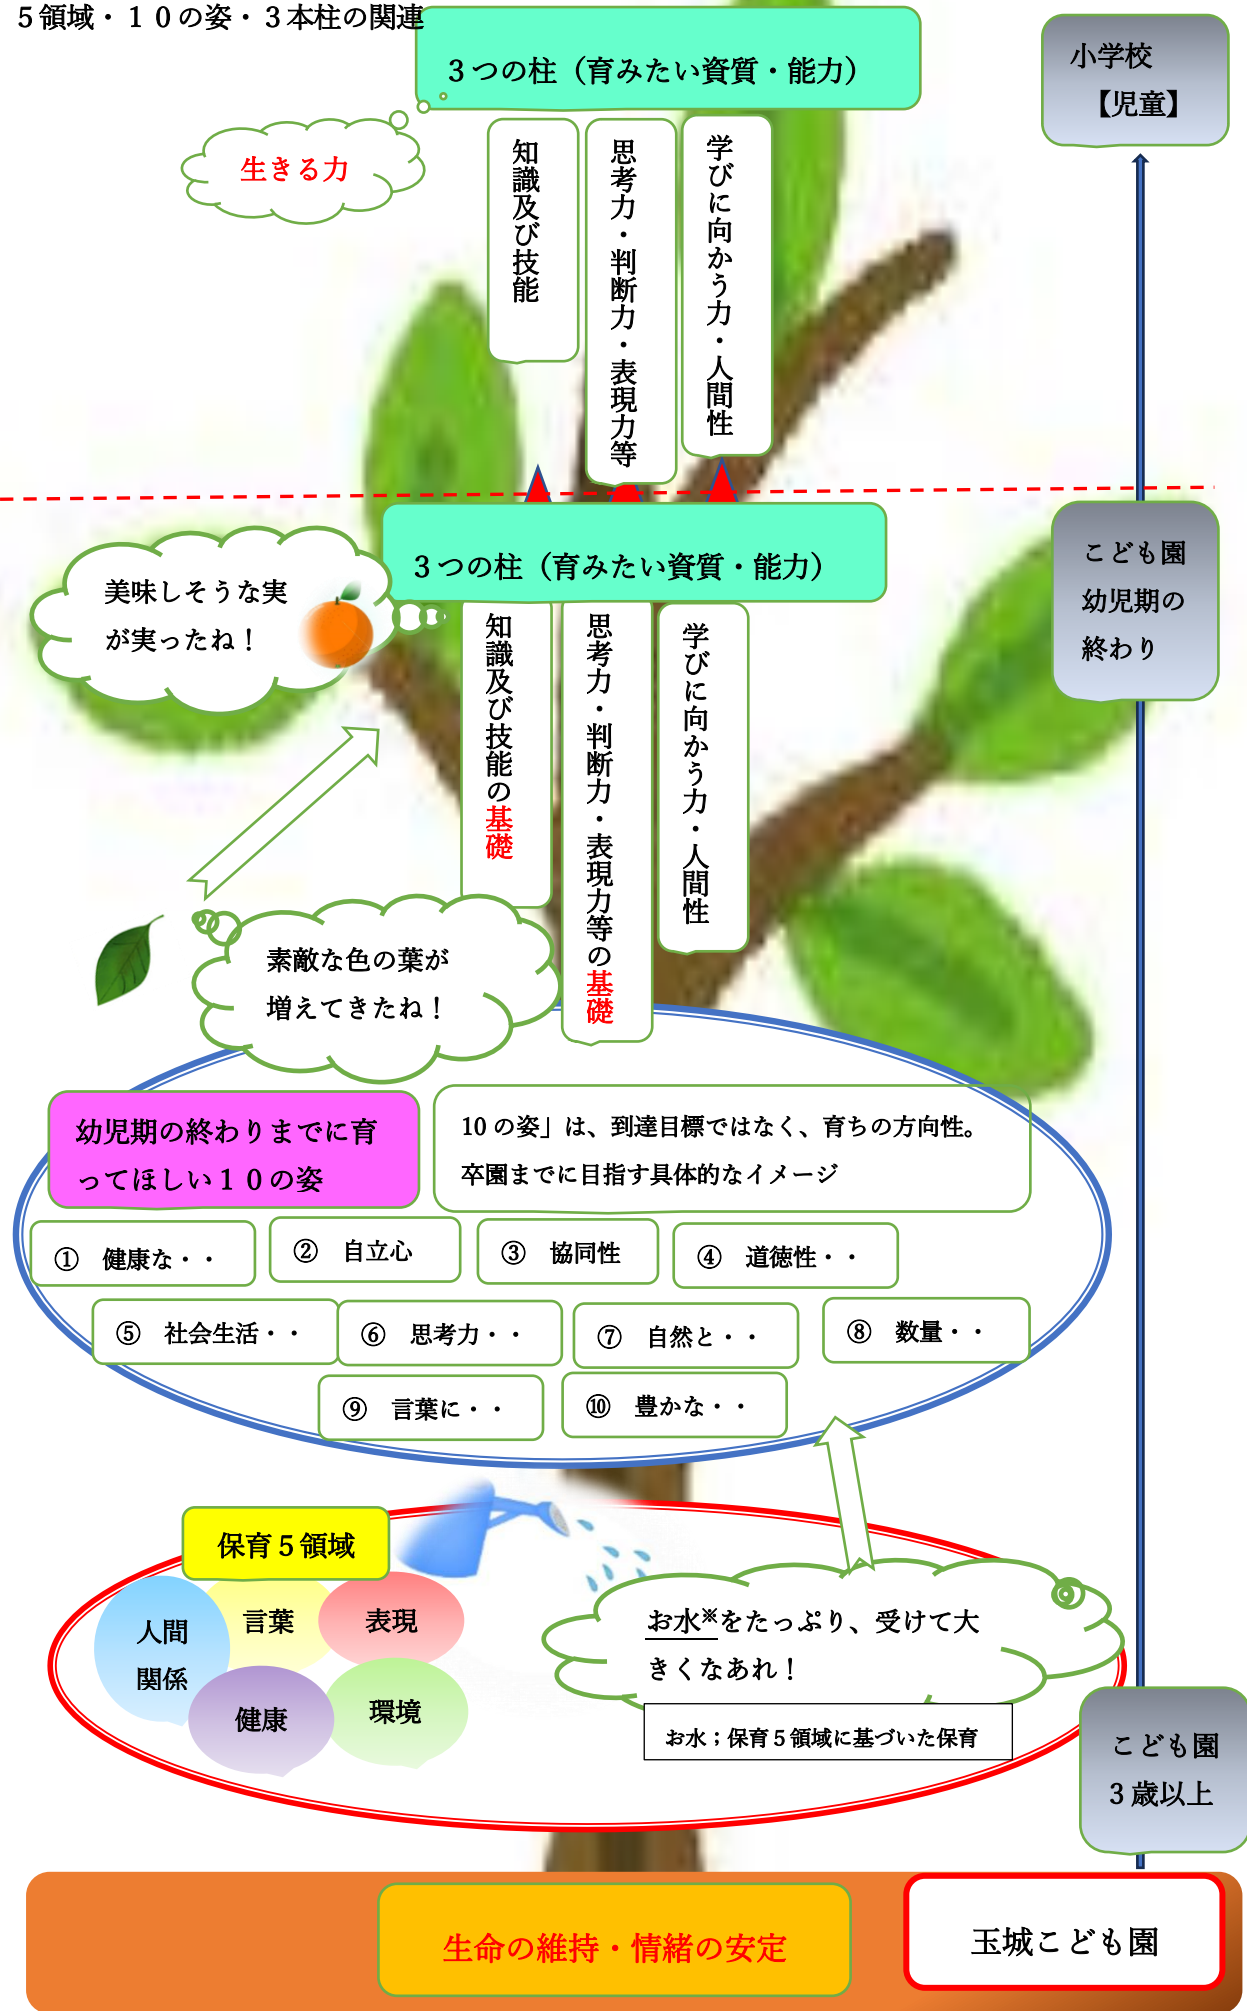 ５領域・１０の姿・３本柱の関連
３つの柱（育みたい資質・能力）
小学校
【児童】
生きる力
知識及び技能
思考力・判断力・表現力等
学びに向かう力・人間性
３つの柱（育みたい資質・能力）
こども園
幼児期の
終わり
美味しそうな実
が実ったね！
知識及び技能の基礎
思考力・判断力・表現力等の基礎
学びに向かう力・人間性
素敵な色の葉が
増えてきたね！
幼児期の終わりまでに育
ってほしい１０の姿
10 の姿」は、到達目標ではなく、育ちの方向性。
卒園までに目指す具体的なイメージ
① 健康な・・
② 自立心
③ 協同性
④ 道徳性・・
⑤ 社会生活・・
⑥ 思考力・・
⑦ 自然と・・
⑧ 数量・・
⑨ 言葉に・・
⑩ 豊かな・・
保育５領域
人間
関係
言葉
表現
健康
環境
お水※をたっぷり、受けて大
きくなあれ！
お水；保育５領域に基づいた保育
こども園
３歳以上
生命の維持・情緒の安定
玉城こども園